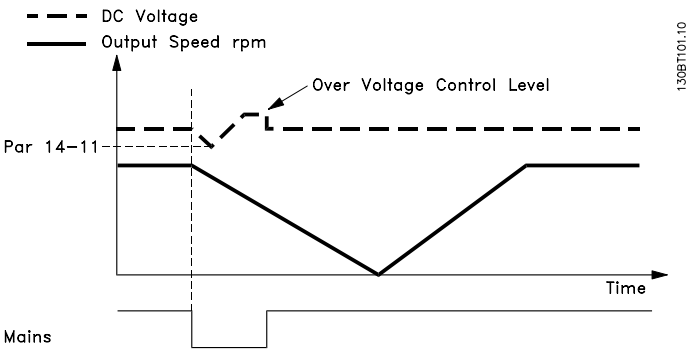 DC Voltage
Output Speed rpm
Over Voltage Control Level
Par 14-11
Time
Mains
130BT101.10